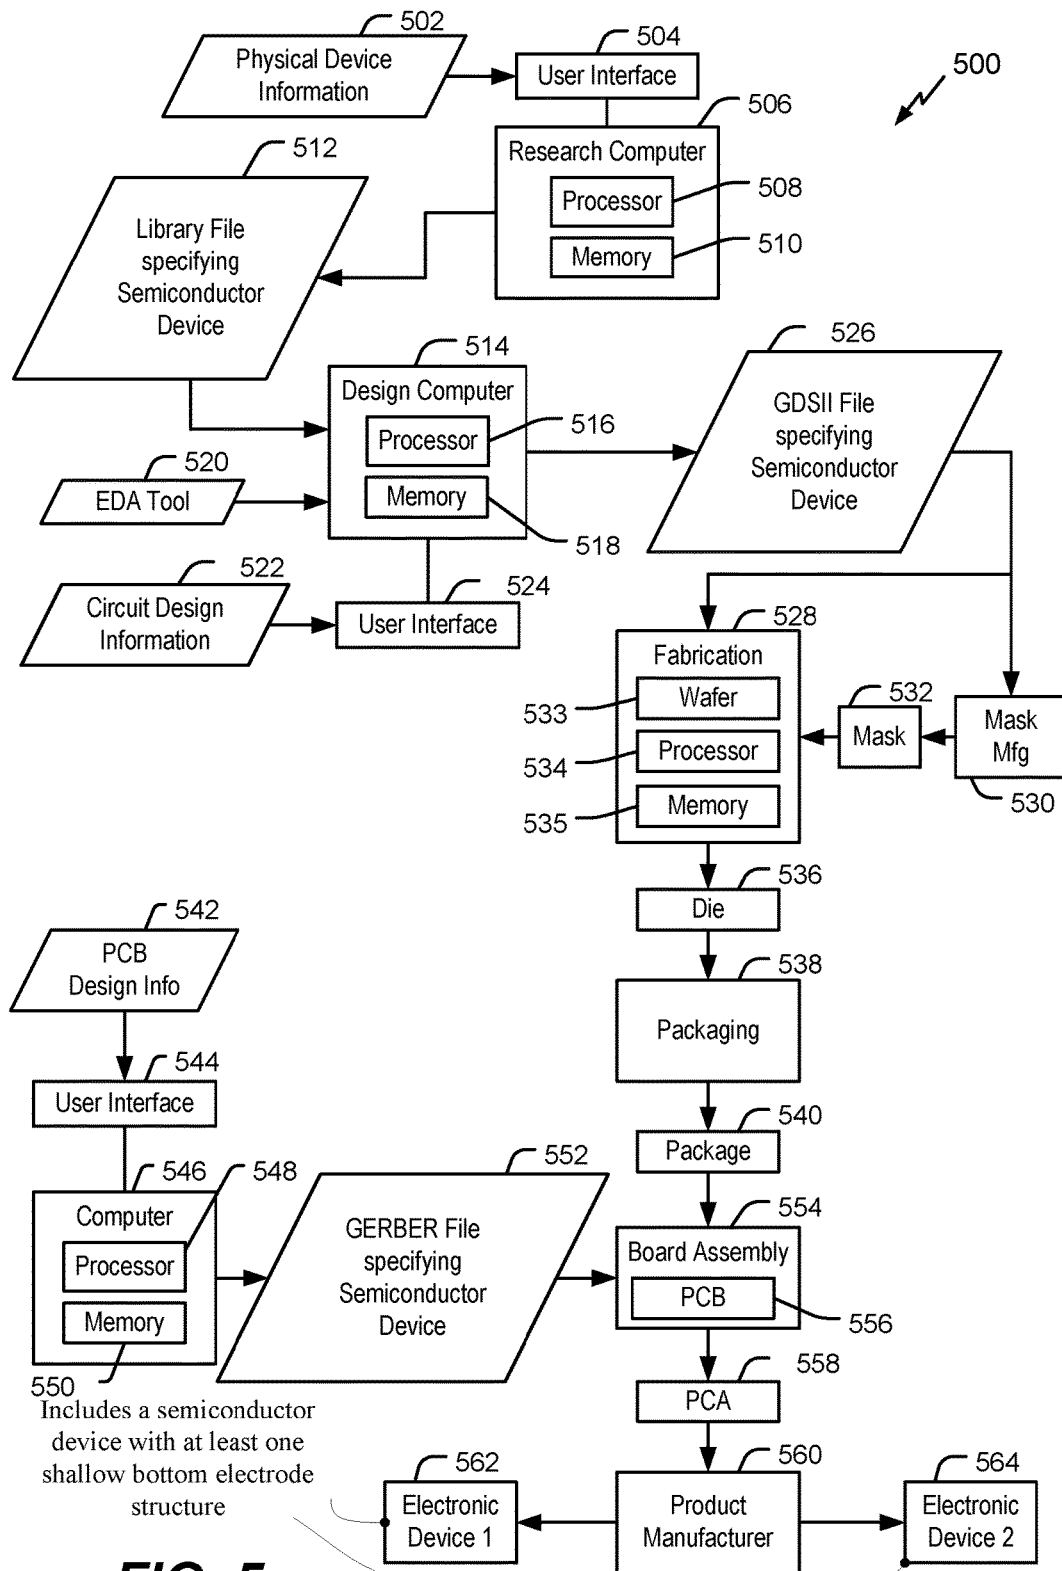 502
Physical Device
Information
504
User Interface
500
506
Research Computer
Processor
508
Memory
510
512
Library File
specifying
Semiconductor
Device
514
Design Computer
Processor
516
Memory
518
520
EDA Tool
522
Circuit Design
Information
524
User Interface
526
GDSII File
specifying
Semiconductor
Device
528
Fabrication
533
Wafer
534
Processor
535
Memory
532
Mask
Mask
Mfg
530
536
Die
538
Packaging
540
Package
542
PCB
Design Info
544
User Interface
546
548
Computer
Processor
Memory
550
552
GERBER File
specifying
Semiconductor
Device
554
Board Assembly
PCB
556
558
PCA
560
Product
Manufacturer
562
Electronic
Device 1
564
Electronic
Device 2
Includes a semiconductor
device with at least one
shallow bottom electrode
structure
FIG. 5